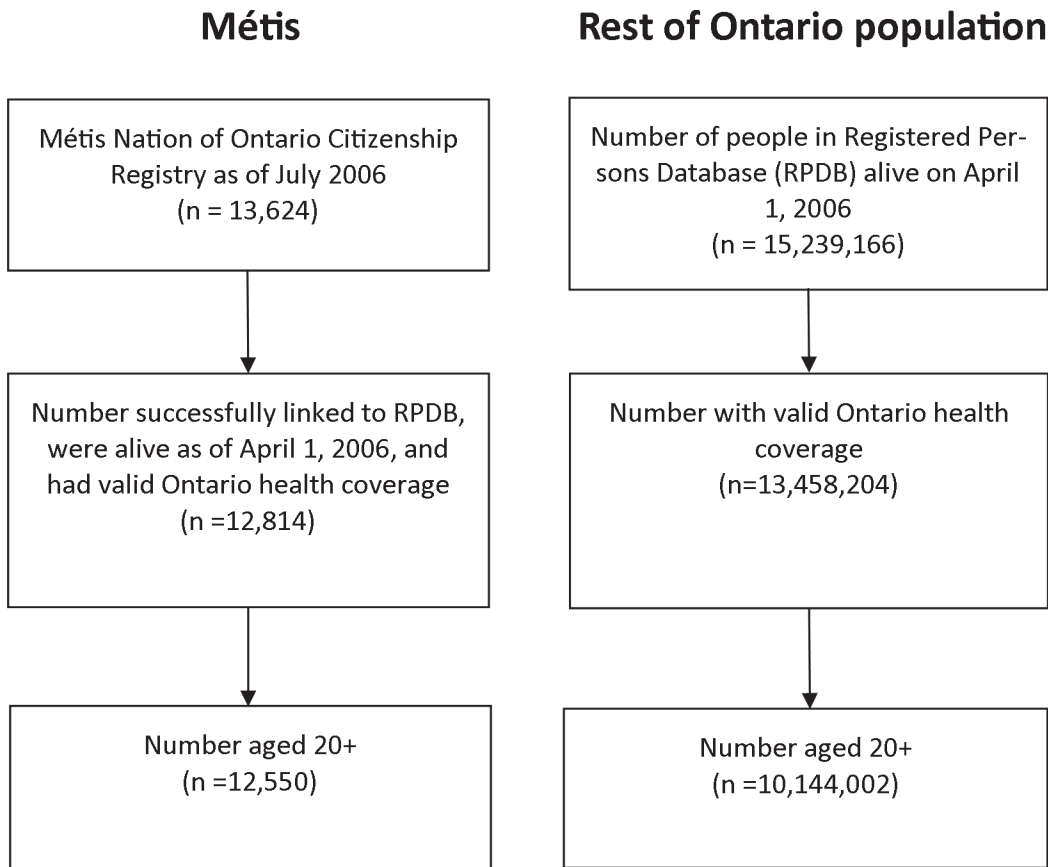 Métis
Métis Nation of Ontario Citizenship
Registry as of July 2006
(n = 13,624)
Number successfully linked to RPDB,
were alive as of April 1, 2006, and
had valid Ontario health coverage
(n =12,814)
Number aged 20+
(n =12,550)
Rest of Ontario population
Number of people in Registered Per-
sons Database (RPDB) alive on April
1, 2006
(n = 15,239,166)
Number with valid Ontario health
coverage
(n=13,458,204)
Number aged 20+
(n =10,144,002)